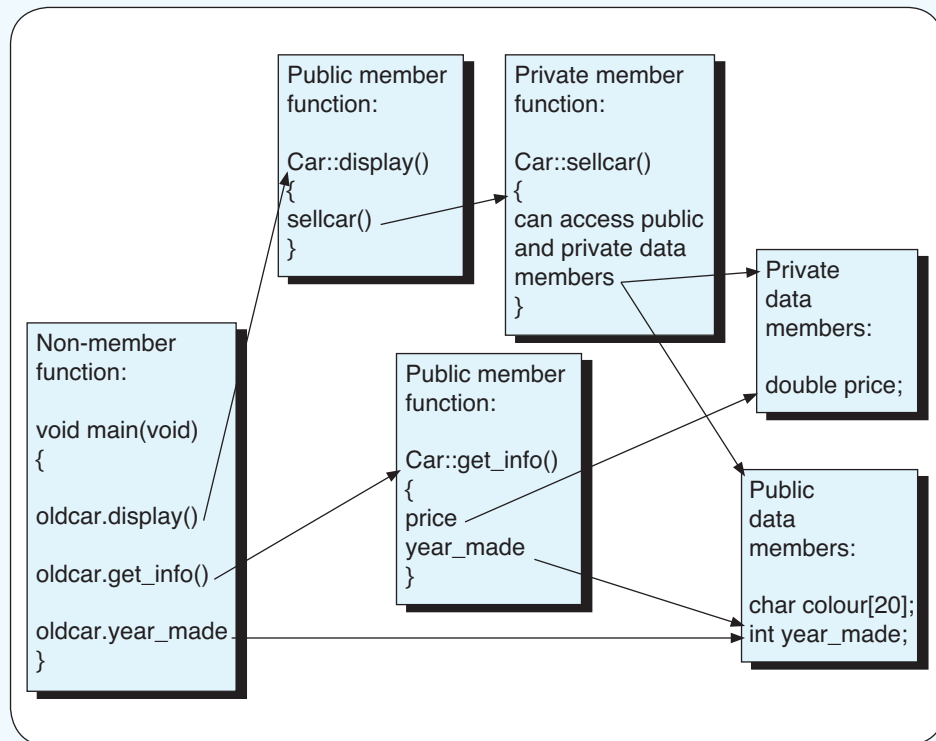 Public member
function:
Car::display()
{
sellcar()
}
Private member
function:
Car::sellcar()
{
can access public
and private data
members
}
Private
data
members:
double price;
Non-member
function:
void main(void)
{
oldcar.display()
oldcar.get_info()
oldcar.year_made
}
Public member
function:
Car::get_info()
{
price
year_made
}
Public
data
members:
char colour[20];
int year_made;